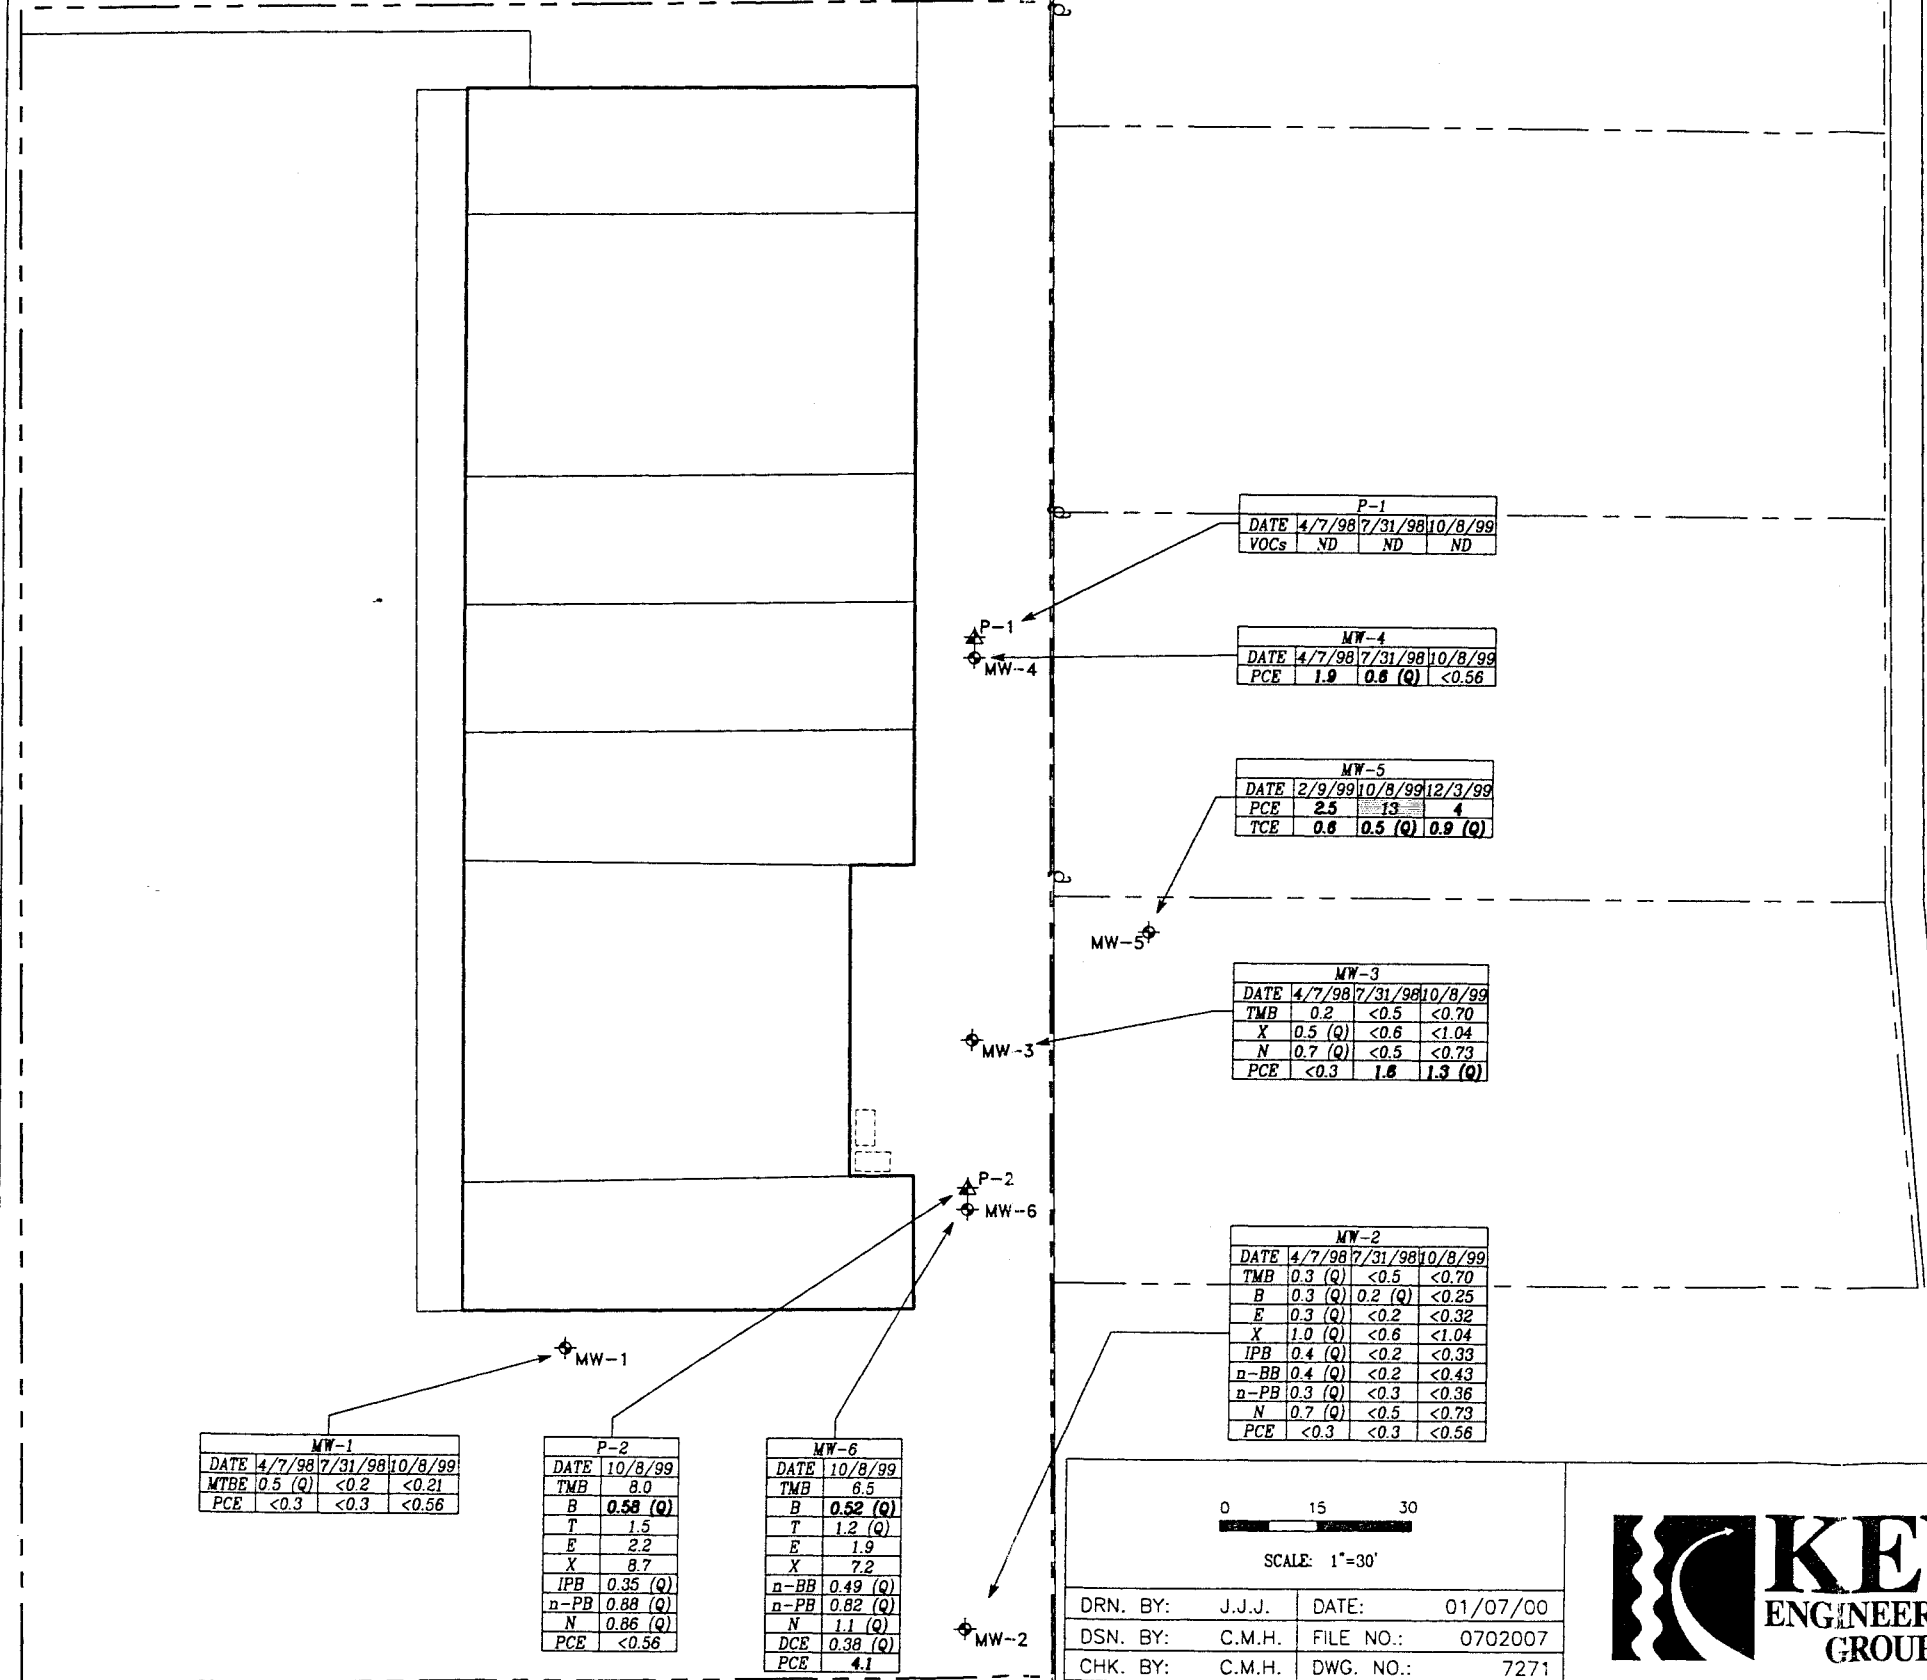 P-1
DATE 4/7/98 7/31/98 10/8/99
VOCs ND ND ND
P-1
MW-4
MW-4
DATE 4/7/98 7/31/98 10/8/99
PCE 1.9 0.6 (Q) <0.56
MW-5
DATE 2/9/99 10/8/99 12/3/99
PCE 2.5 13 4
TCE 0.6 0.5 (Q) 0.9 (Q)
MW-5
MW-3
DATE 4/7/98 7/31/98 10/8/99
TMB 0.2 <0.5 <0.70
X 0.5 (Q) <0.6 <1.04
N 0.7 (Q) <0.5 <0.73
PCE <0.3 1.6 1.3 (Q)
MW-3
P-2
MW-6
MW-2
DATE 4/7/98 7/31/98 10/8/99
TMB 0.3 (Q) <0.5 <0.70
B 0.3 (Q) 0.2 (Q) <0.25
E 0.3 (Q) <0.2 <0.32
X 1.0 (Q) <0.6 <1.04
IPB 0.4 (Q) <0.2 <0.33
n-BB 0.4 (Q) <0.2 <0.43
n-PB 0.3 (Q) <0.3 <0.36
N 0.7 (Q) <0.5 <0.73
PCE <0.3 <0.3 <0.56
MW-1
MW-1
DATE 4/7/98 7/31/98 10/8/99
MTBE 0.5 (Q) <0.2 <0.21
PCE <0.3 <0.3 <0.56
P-2
DATE 10/8/99
TMB 8.0
B 0.58 (Q)
T 1.5
E 2.2
X 8.7
IPB 0.35 (Q)
n-PB 0.88 (Q)
N 0.86 (Q)
PCE <0.56
MW-6
DATE 10/8/99
TMB 6.5
B 0.52 (Q)
T 1.2 (Q)
E 1.9
X 7.2
n-BB 0.49 (Q)
n-PB 0.82 (Q)
N 1.1 (Q)
DCE 0.38 (Q)
PCE 4.1
MW-2
0 15 30
SCALE: 1"=30'
DRN. BY: J.J.J. DATE: 01/07/00
DSN. BY: C.M.H. FILE NO.: 0702007
CHK. BY: C.M.H. DWG. NO.: 7271
KE
ENGINEER
GROU